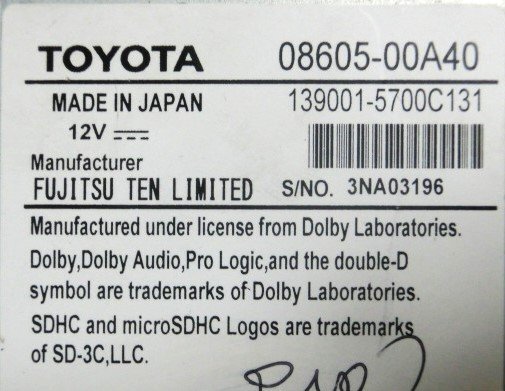 TOYOTA 08605-00A40
MADE IN JAPAN 139001-5700C131
12V
Manufacturer
FUJITSU TEN LIMITED S/NO. 3NA03196
Manufactured under license from Dolby Laboratories.
Dolby,Dolby Audio,Pro Logic,and the double-D
symbol are trademarks of Dolby Laboratories.
SDHC and microSDHC Logos are trademarks
of SD-3C,LLC.